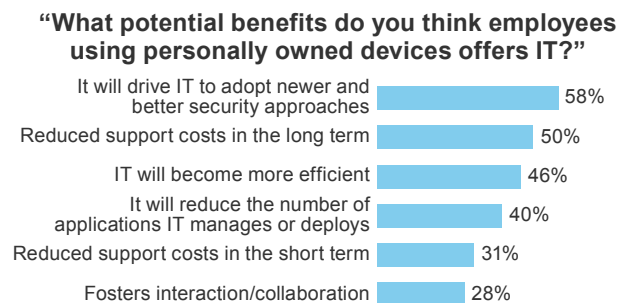 “What potential benefits do you think employees
using personally owned devices offers IT?”
It will drive IT to adopt newer and
better security approaches
58%
Reduced support costs in the long term
50%
IT will become more efficient
46%
It will reduce the number of
applications IT manages or deploys
40%
Reduced support costs in the short term
31%
Fosters interaction/collaboration
28%